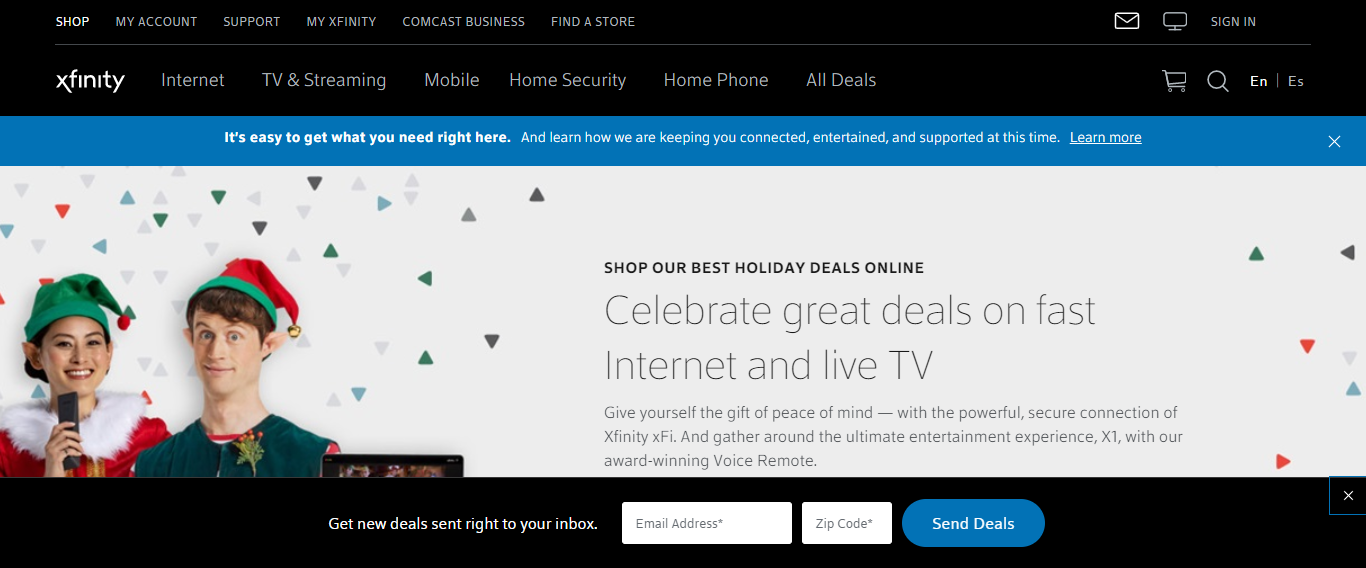 SHOP MY ACCOUNT SUPPORT MY XFINITY COMCAST BUSINESS FIND A STORE SIGN IN
xfinity Internet TV & Streaming Mobile Home Security Home Phone All Deals En | Es
It's easy to get what you need right here. And learn how we are keeping you connected, entertained, and supported at this time. Learn more
SHOP OUR BEST HOLIDAY DEALS ONLINE
Celebrate great deals on fast
Internet and live TV
Give yourself the gift of peace of mind — with the powerful, secure connection of
Xfinity xFi. And gather around the ultimate entertainment experience, X1, with our
award-winning Voice Remote.
Get new deals sent right to your inbox. Email Address* Zip Code* Send Deals